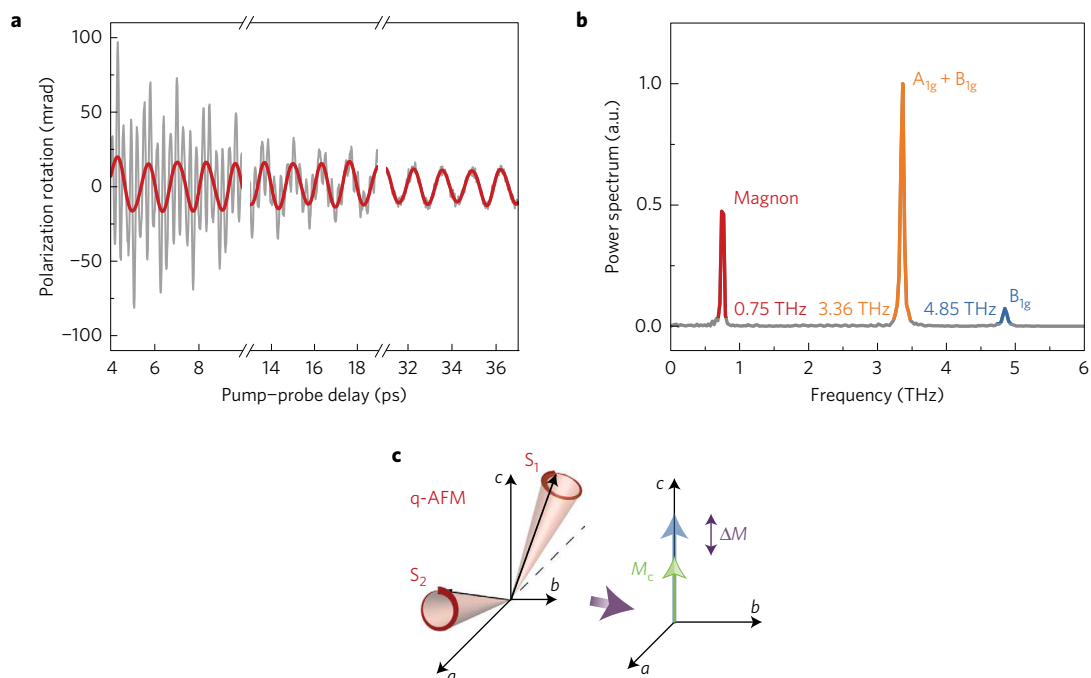 a
Polarization rotation (mrad)
100
50
0
−50
−100
4 6 8 13 14 16 18 32 34 36
Pump–probe delay (ps)
b
Power spectrum (a.u.)
1.0
0.5
0.0
A1g + B1g
Magnon
B1g
0.75 THz 3.36 THz 4.85 THz
0 1 2 3 4 5 6
Frequency (THz)
c
q-AFM
c
S1
S2
b
a
c
ΔM
Mc
b
a